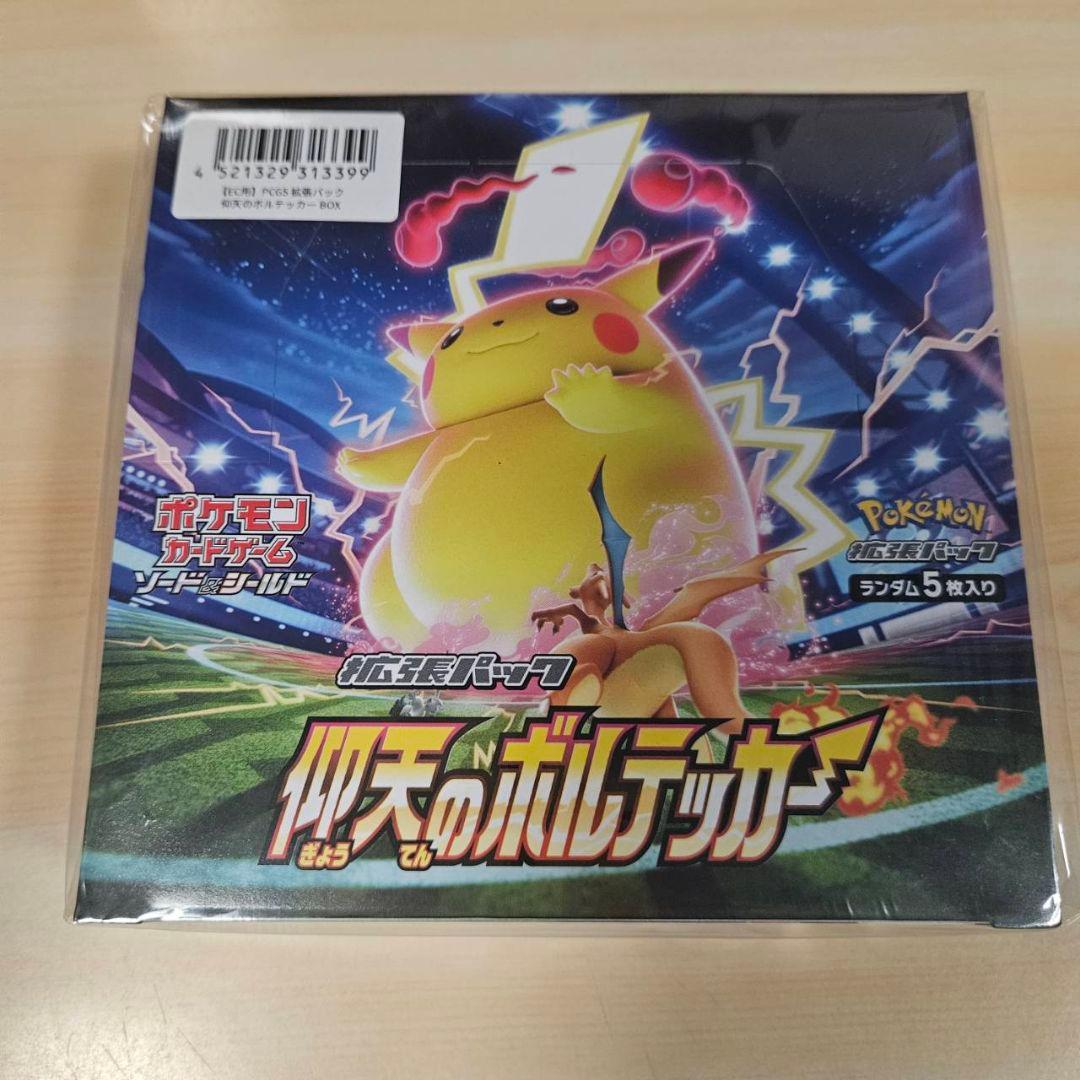 4 521329 313399
【EC用】PCG5 拡張パック
仰天のボルテッカー BOX
ポケモン
カードゲーム
ソード&シールド
POKéMON
拡張パック
ランダム5枚入り
拡張パック
仰天のボルテッカー
ぎょう てん